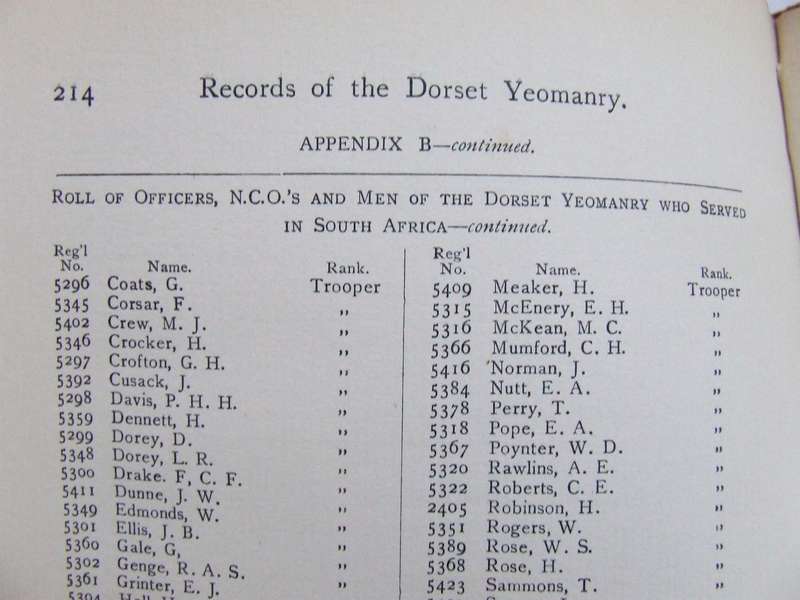 214 Records of the Dorset Yeomanry.
APPENDIX B—continued.
ROLL OF OFFICERS, N.C.O.'S AND MEN OF THE DORSET YEOMANRY WHO SERVED
IN SOUTH AFRICA—continued.
Reg'l
No. Name. Rank.
5296 Coats, G. Trooper
5345 Corsar, F. "
5402 Crew, M. J. "
5346 Crocker, H. "
5297 Crofton, G. H. "
5392 Cusack, J. "
5298 Davis, P. H. H. "
5359 Dennett, H. "
5299 Dorey, D. "
5348 Dorey, L. R. "
5300 Drake. F, C. F. "
5411 Dunne, J. W. "
5349 Edmonds, W. "
5301 Ellis, J. B. "
5360 Gale, G, "
5302 Genge, R. A. S. "
5361 Grinter, E. J. "
Reg'l
No. Name. Rank.
5409 Meaker, H. Trooper
5315 McEnery, E. H. "
5316 McKean, M. C. "
5366 Mumford, C. H. "
5416 'Norman, J. "
5384 Nutt, E. A. "
5378 Perry, T. "
5318 Pope, E. A. "
5367 Poynter, W. D. "
5320 Rawlins, A. E. "
5322 Roberts, C. E. "
2405 Robinson, H. "
5351 Rogers, W. "
5389 Rose, W. S. "
5368 Rose, H. "
5423 Sammons, T. "